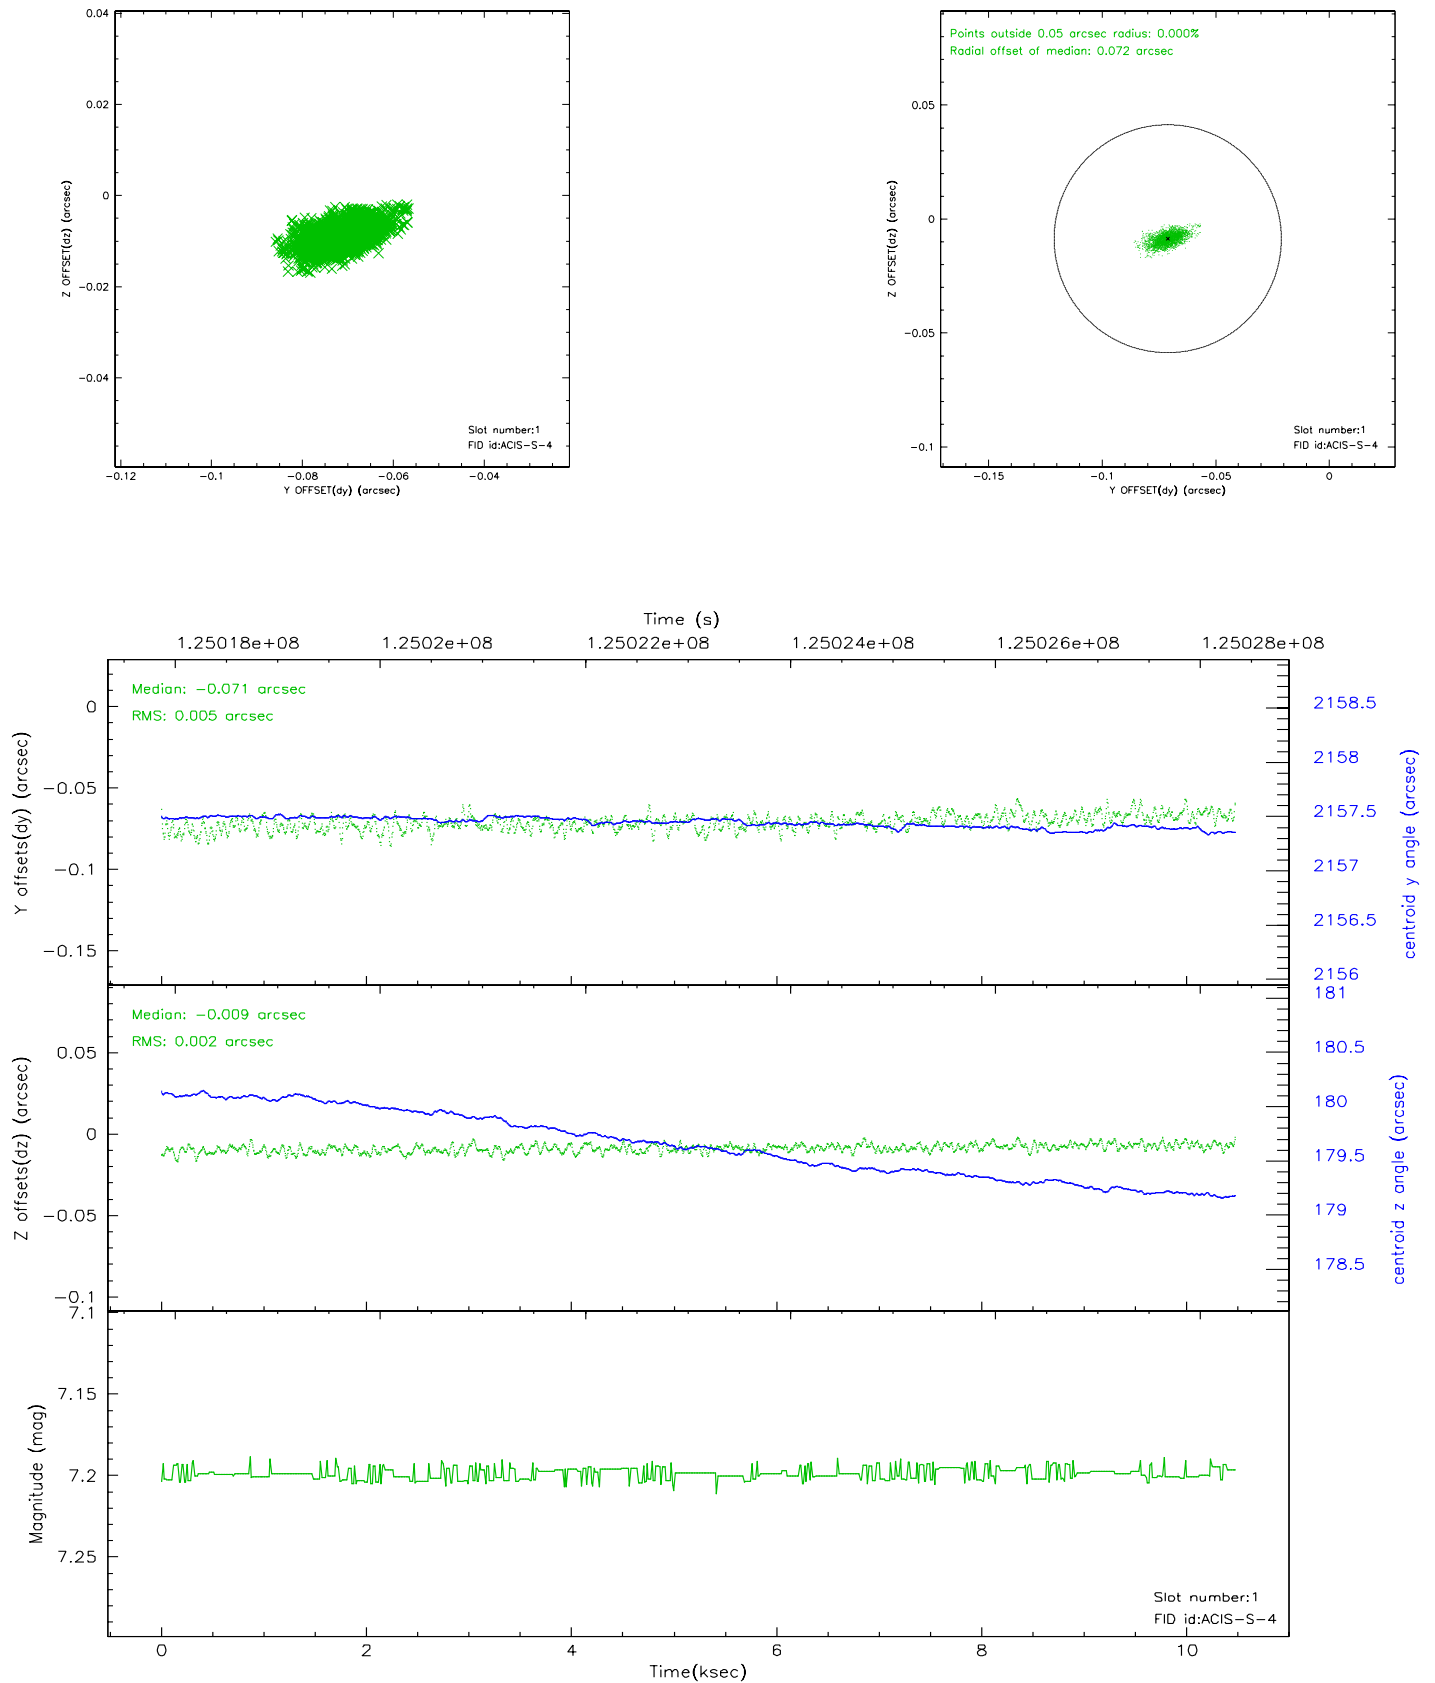 0.04
0.02
0
−0.02
−0.04
Z OFFSET(dz) (arcsec)
Slot number:1
FID id:ACIS−S−4
−0.12 −0.1 −0.08 −0.06 −0.04
Y OFFSET(dy) (arcsec)
Points outside 0.05 arcsec radius: 0.000%
Radial offset of median: 0.072 arcsec
0.05
0
−0.05
−0.1
Z OFFSET(dz) (arcsec)
Slot number:1
FID id:ACIS−S−4
−0.15 −0.1 −0.05 0
Y OFFSET(dy) (arcsec)
Time (s)
1.25018e+08 1.2502e+08 1.25022e+08 1.25024e+08 1.25026e+08 1.25028e+08
Median: −0.071 arcsec
RMS: 0.005 arcsec
0
−0.05
−0.1
−0.15
Y offsets(dy) (arcsec)
2158.5
2158
2157.5
2157
2156.5
2156
centroid y angle (arcsec)
Median: −0.009 arcsec
RMS: 0.002 arcsec
0.05
0
−0.05
−0.1
Z offsets(dz) (arcsec)
181
180.5
180
179.5
179
178.5
centroid z angle (arcsec)
7.1
7.15
7.2
7.25
Magnitude (mag)
Slot number:1
FID id:ACIS−S−4
0 2 4 6 8 10
Time(ksec)